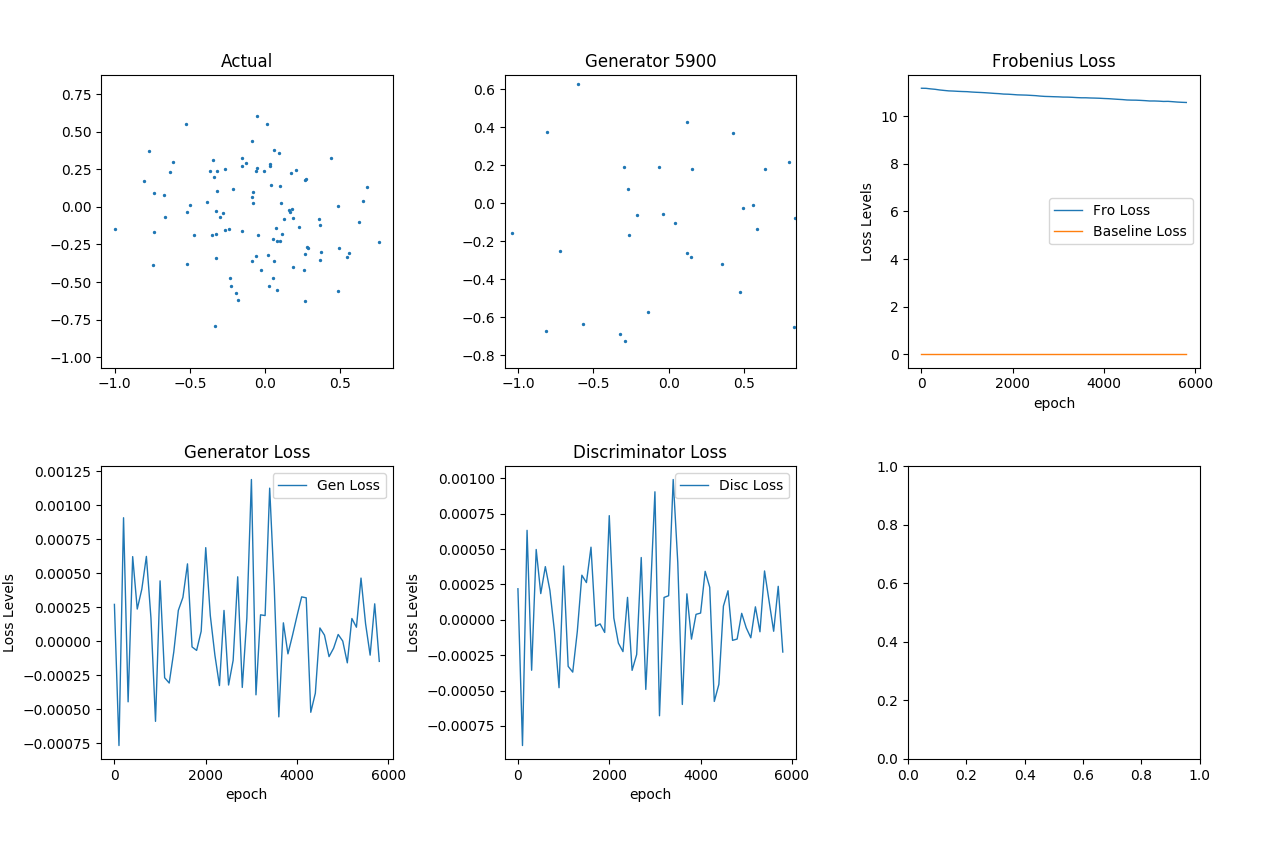 Actual
0.75
0.50
0.25
0.00
−0.25
−0.50
−0.75
−1.00
−1.0 −0.5 0.0 0.5
Generator 5900
0.6
0.4
0.2
0.0
−0.2
−0.4
−0.6
−0.8
−1.0 −0.5 0.0 0.5
Frobenius Loss
Loss Levels
10
8
6
4
2
0
Fro Loss
Baseline Loss
0 2000 4000 6000
epoch
Generator Loss
Loss Levels
0.00125
0.00100
0.00075
0.00050
0.00025
0.00000
−0.00025
−0.00050
−0.00075
Gen Loss
0 2000 4000 6000
epoch
Discriminator Loss
Loss Levels
0.00100
0.00075
0.00050
0.00025
0.00000
−0.00025
−0.00050
−0.00075
Disc Loss
0 2000 4000 6000
epoch
1.0
0.8
0.6
0.4
0.2
0.0
0.0 0.2 0.4 0.6 0.8 1.0